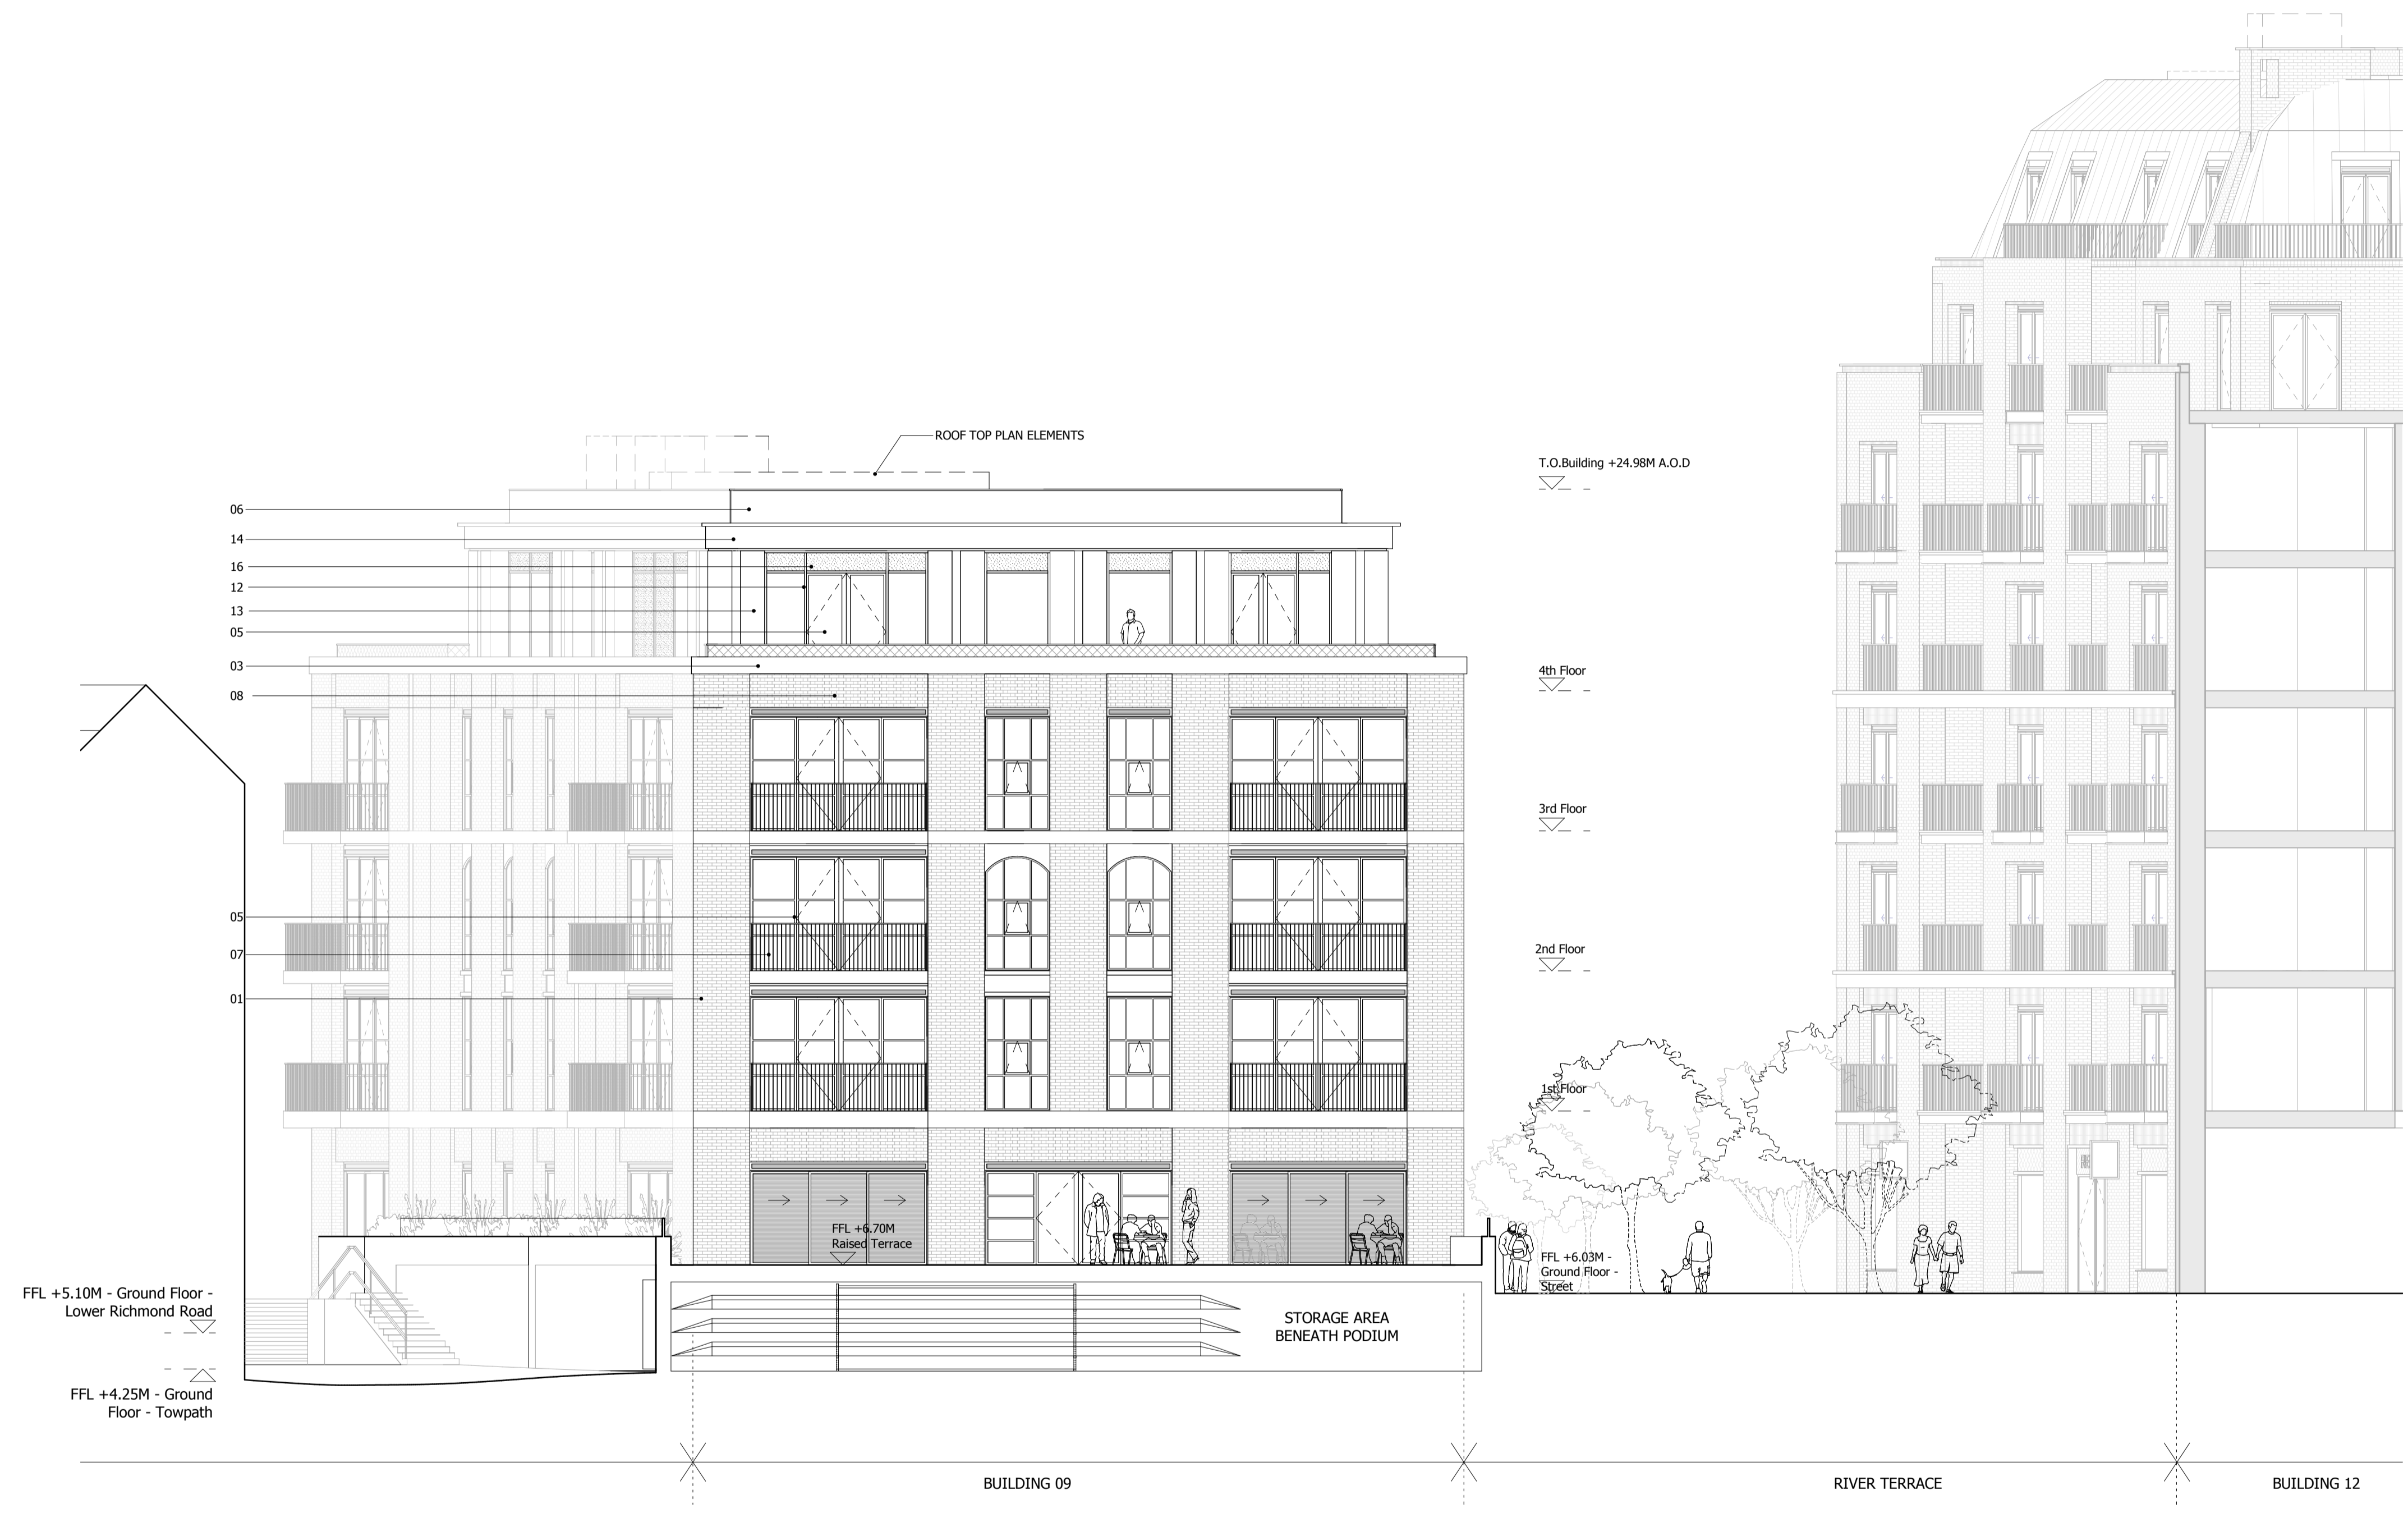 ROOF TOP PLAN ELEMENTS
T.O.Building +24.98M A.O.D
06
14
16
12
13
05
03
08
4th Floor
3rd Floor
05
07
2nd Floor
01
1st Floor
FFL +6.70M
Raised Terrace
FFL +6.03M -
Ground Floor -
Street
FFL +5.10M - Ground Floor -
Lower Richmond Road
STORAGE AREA
BENEATH PODIUM
FFL +4.25M - Ground
Floor - Towpath
BUILDING 09
RIVER TERRACE
BUILDING 12